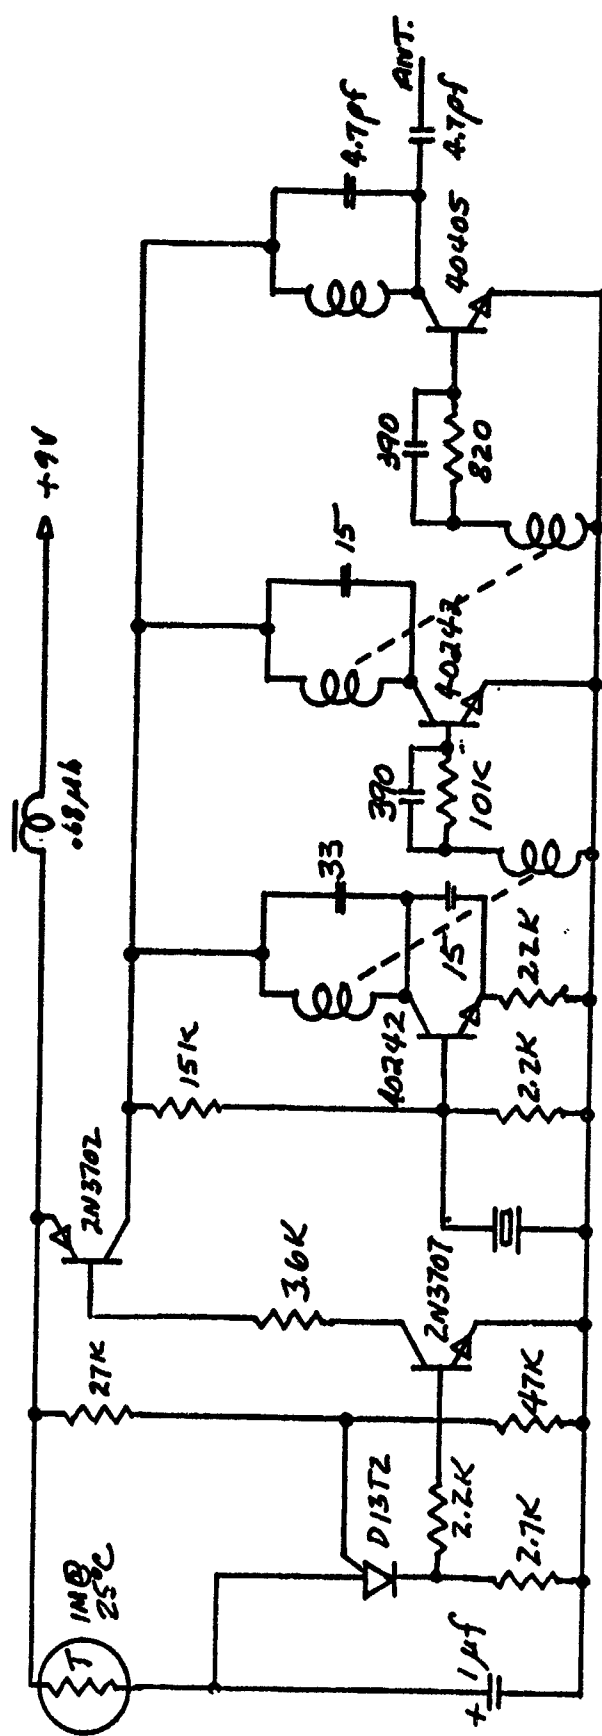 +9V
.68µh
T
1M@
25°C
27K
2N3702
15K
3.6K
33
15
4.7pf
ANT.
4.7pf
D13T2
2N3707
40242
15
390
10K
40242
390
820
40405
+
1µf
2.2K
2.7K
47K
2.2K
2.2K